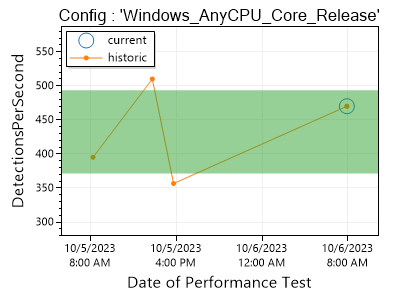 Config : 'Windows_AnyCPU_Core_Release'
current
historic
DetectionsPerSecond
550
500
450
400
350
300
10/5/2023
8:00 AM
10/5/2023
4:00 PM
10/6/2023
12:00 AM
10/6/2023
8:00 AM
Date of Performance Test